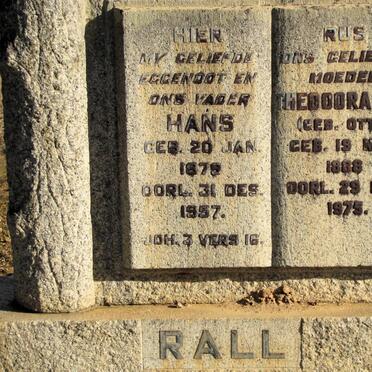 HIER
MY GELIEFDE
EGGENOOT EN
ONS VADER
HANS
GEB. 20 JAN.
1879
OORL. 31 DES.
1957.
JOH. 3 VERS 16.
RUS
ONS GELIE
MOEDE
THEODORA
(GEB. OTT
GEB. 19 M
1888
OORL. 29
1975.
RALL